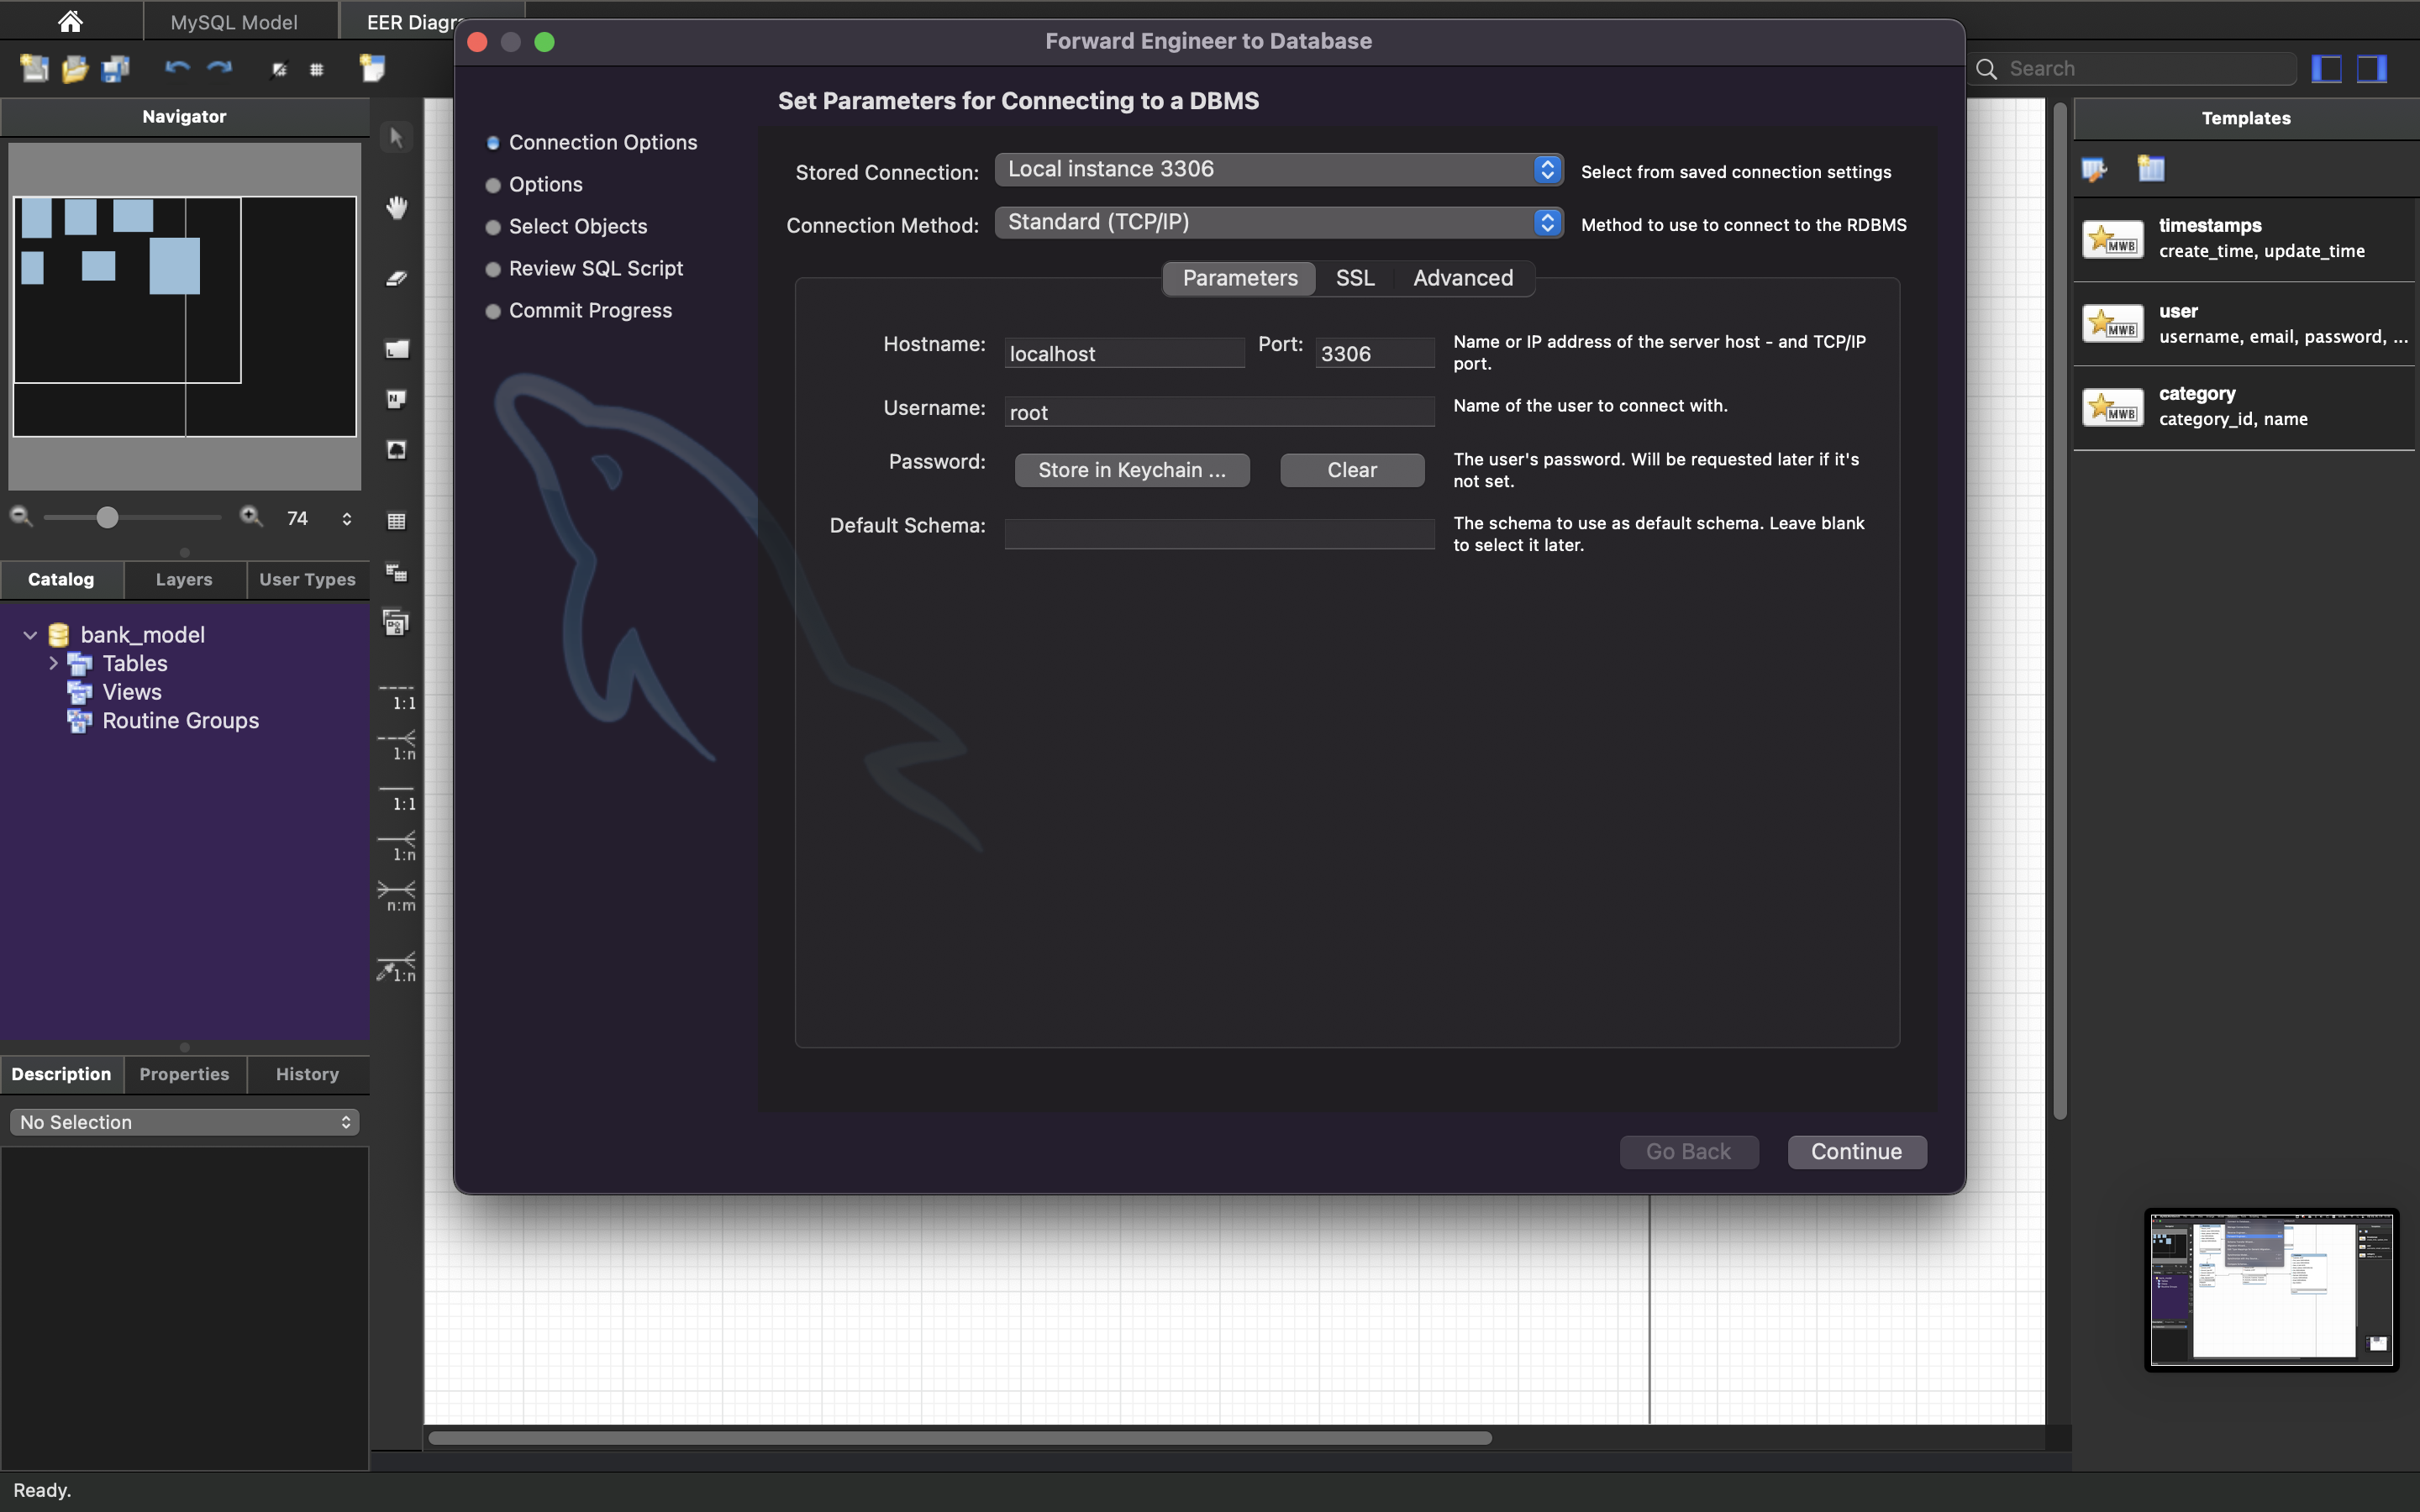 MySQL Model
EER Diagr
Forward Engineer to Database
Search
Navigator
Set Parameters for Connecting to a DBMS
Templates
Connection Options
Options
Select Objects
Review SQL Script
Commit Progress
Stored Connection: Local instance 3306 Select from saved connection settings
Connection Method: Standard (TCP/IP) Method to use to connect to the RDBMS
Parameters SSL Advanced
Hostname: localhost Port: 3306 Name or IP address of the server host - and TCP/IP
port.
Username: root Name of the user to connect with.
Password: Store in Keychain ... Clear The user's password. Will be requested later if it's
not set.
Default Schema: The schema to use as default schema. Leave blank
to select it later.
Go Back Continue
timestamps
create_time, update_time
user
username, email, password, ...
category
category_id, name
MWB
MWB
MWB
74
Catalog Layers User Types
bank_model
Tables
Views
Routine Groups
L
N
1:1
1:n
1:1
1:n
n:m
1:n
Description Properties History
No Selection
Ready.